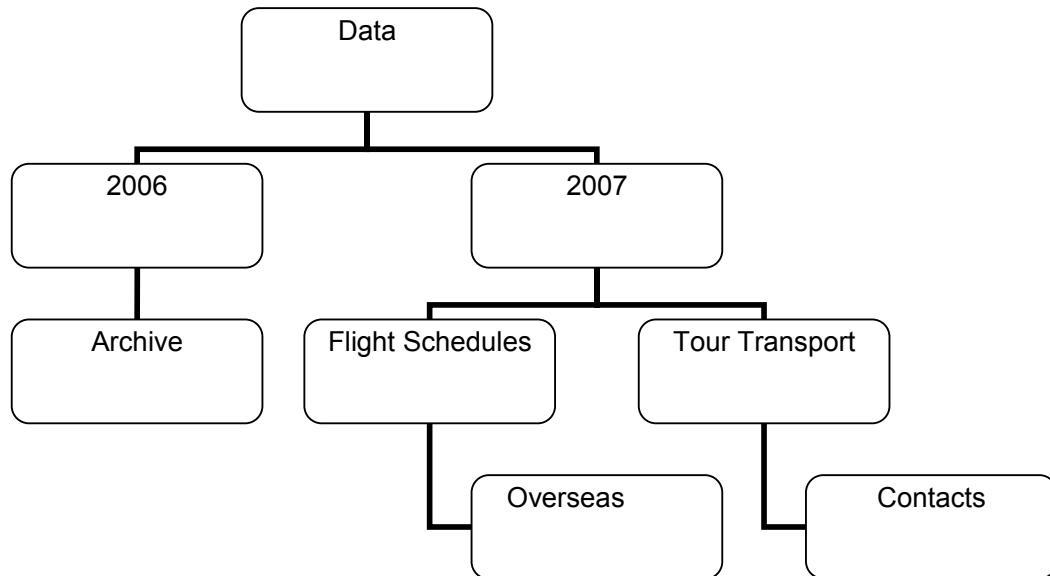 Data
2006
2007
Archive
Flight Schedules
Tour Transport
Overseas
Contacts